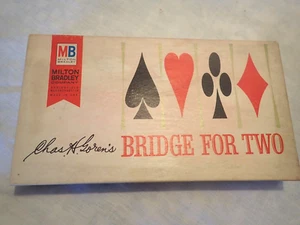 MB
MILTON
BRADLEY
Chas. H. Goren's
BRIDGE FOR TWO